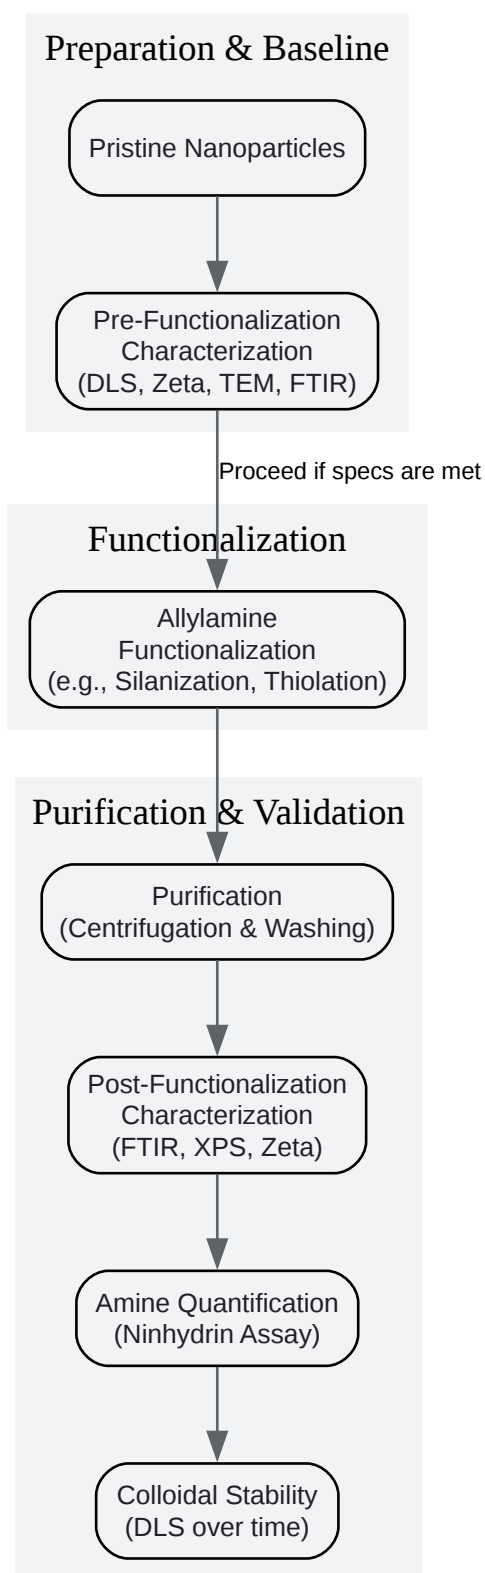 Preparation & Baseline
Pristine Nanoparticles
Pre-Functionalization
Characterization
(DLS, Zeta, TEM, FTIR)
Proceed if specs are met
Functionalization
Allylamine
Functionalization
(e.g., Silanization, Thiolation)
Purification & Validation
Purification
(Centrifugation & Washing)
Post-Functionalization
Characterization
(FTIR, XPS, Zeta)
Amine Quantification
(Ninhydrin Assay)
Colloidal Stability
(DLS over time)